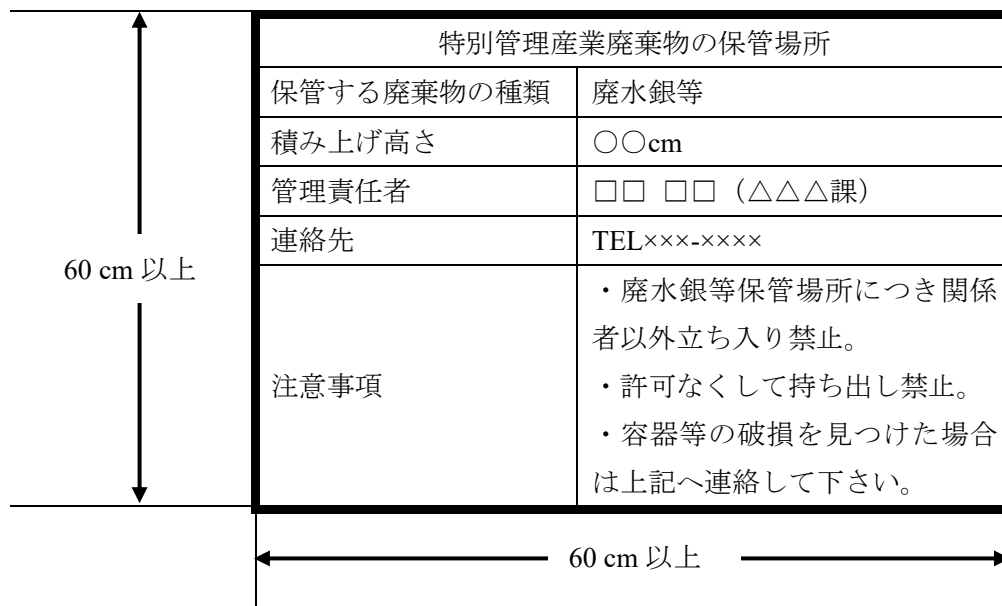 特別管理産業廃棄物の保管場所
保管する廃棄物の種類 廃水銀等
積み上げ高さ 〇〇cm
管理責任者 □□ □□（△△△課）
連絡先 TEL×××-××××
60 cm 以上
注意事項
・廃水銀等保管場所につき関係
者以外立ち入り禁止。
・許可なくして持ち出し禁止。
・容器等の破損を見つけた場合
は上記へ連絡して下さい。
60 cm 以上